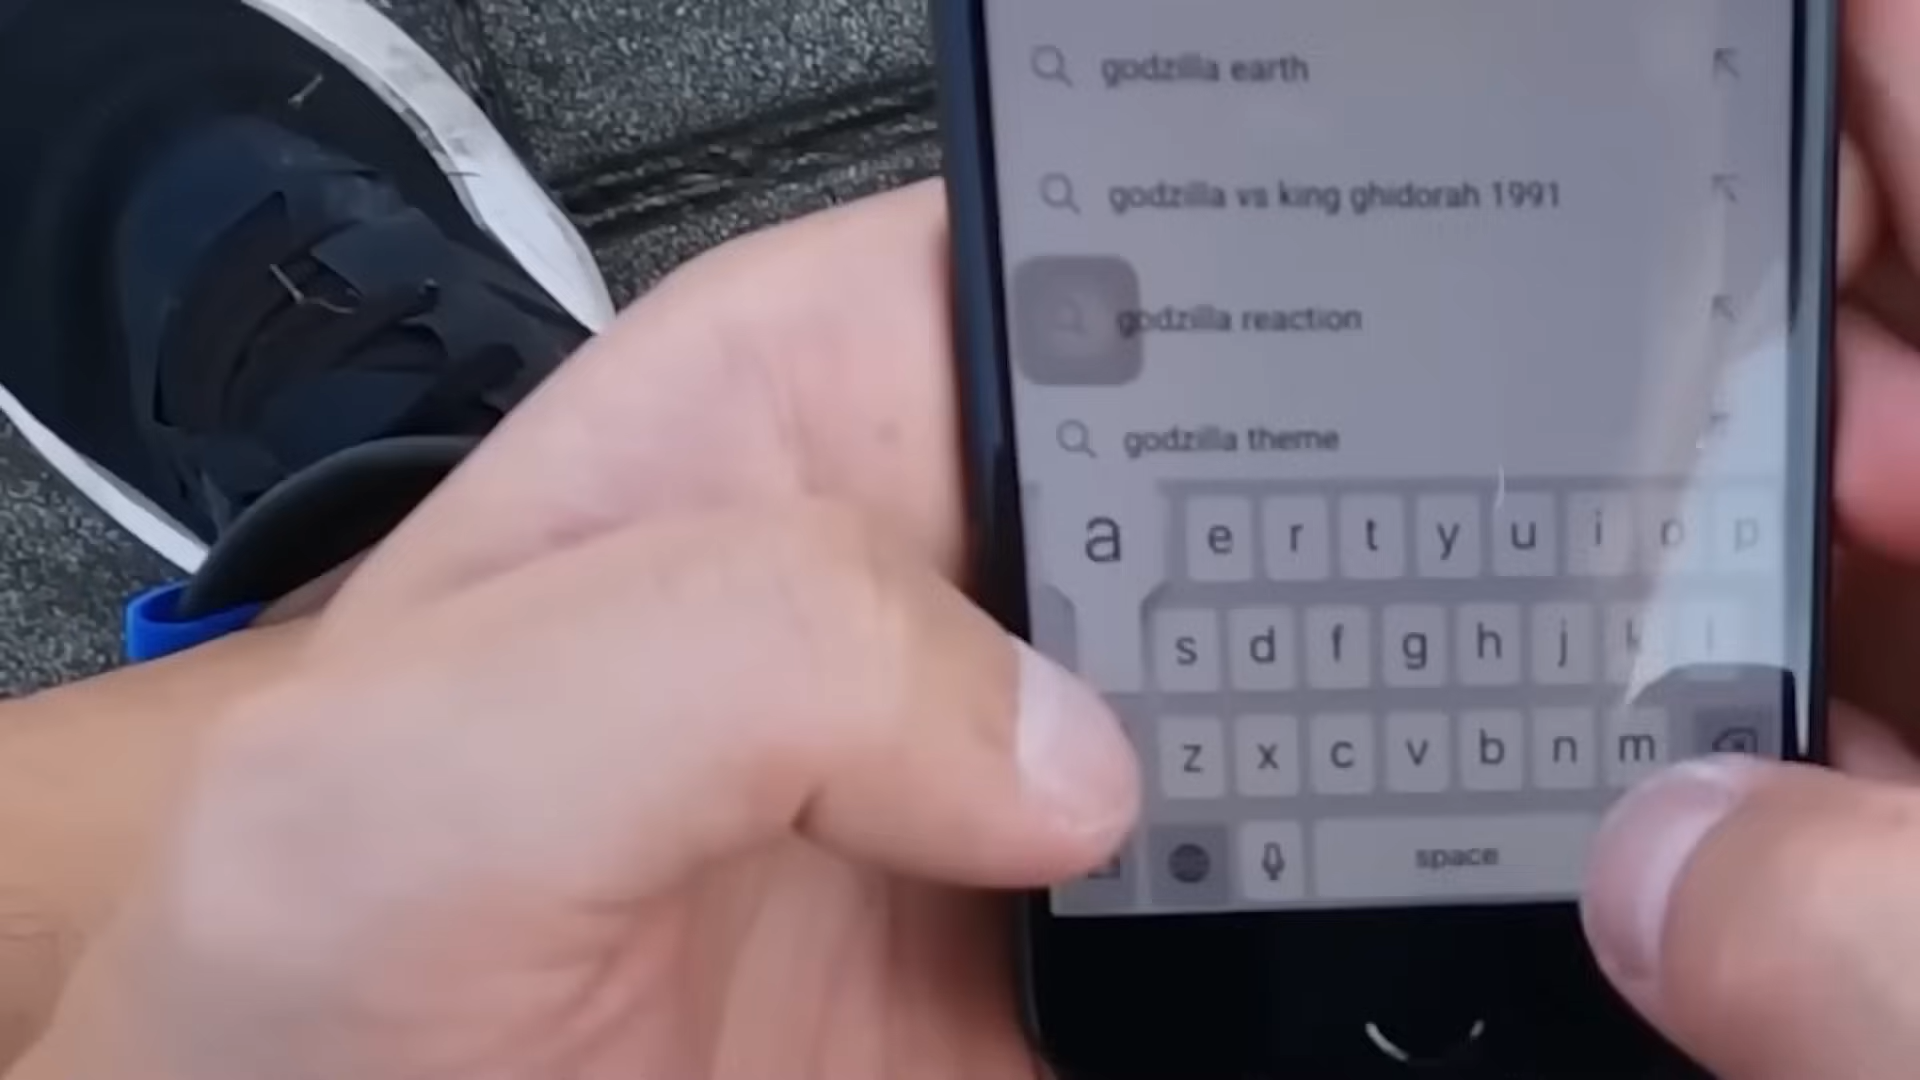 godzilla earth
godzilla vs king ghidorah 1991
godzilla reaction
godzilla theme
a e r t y u i o p
s d f g h j k l
z x c v b n m
space